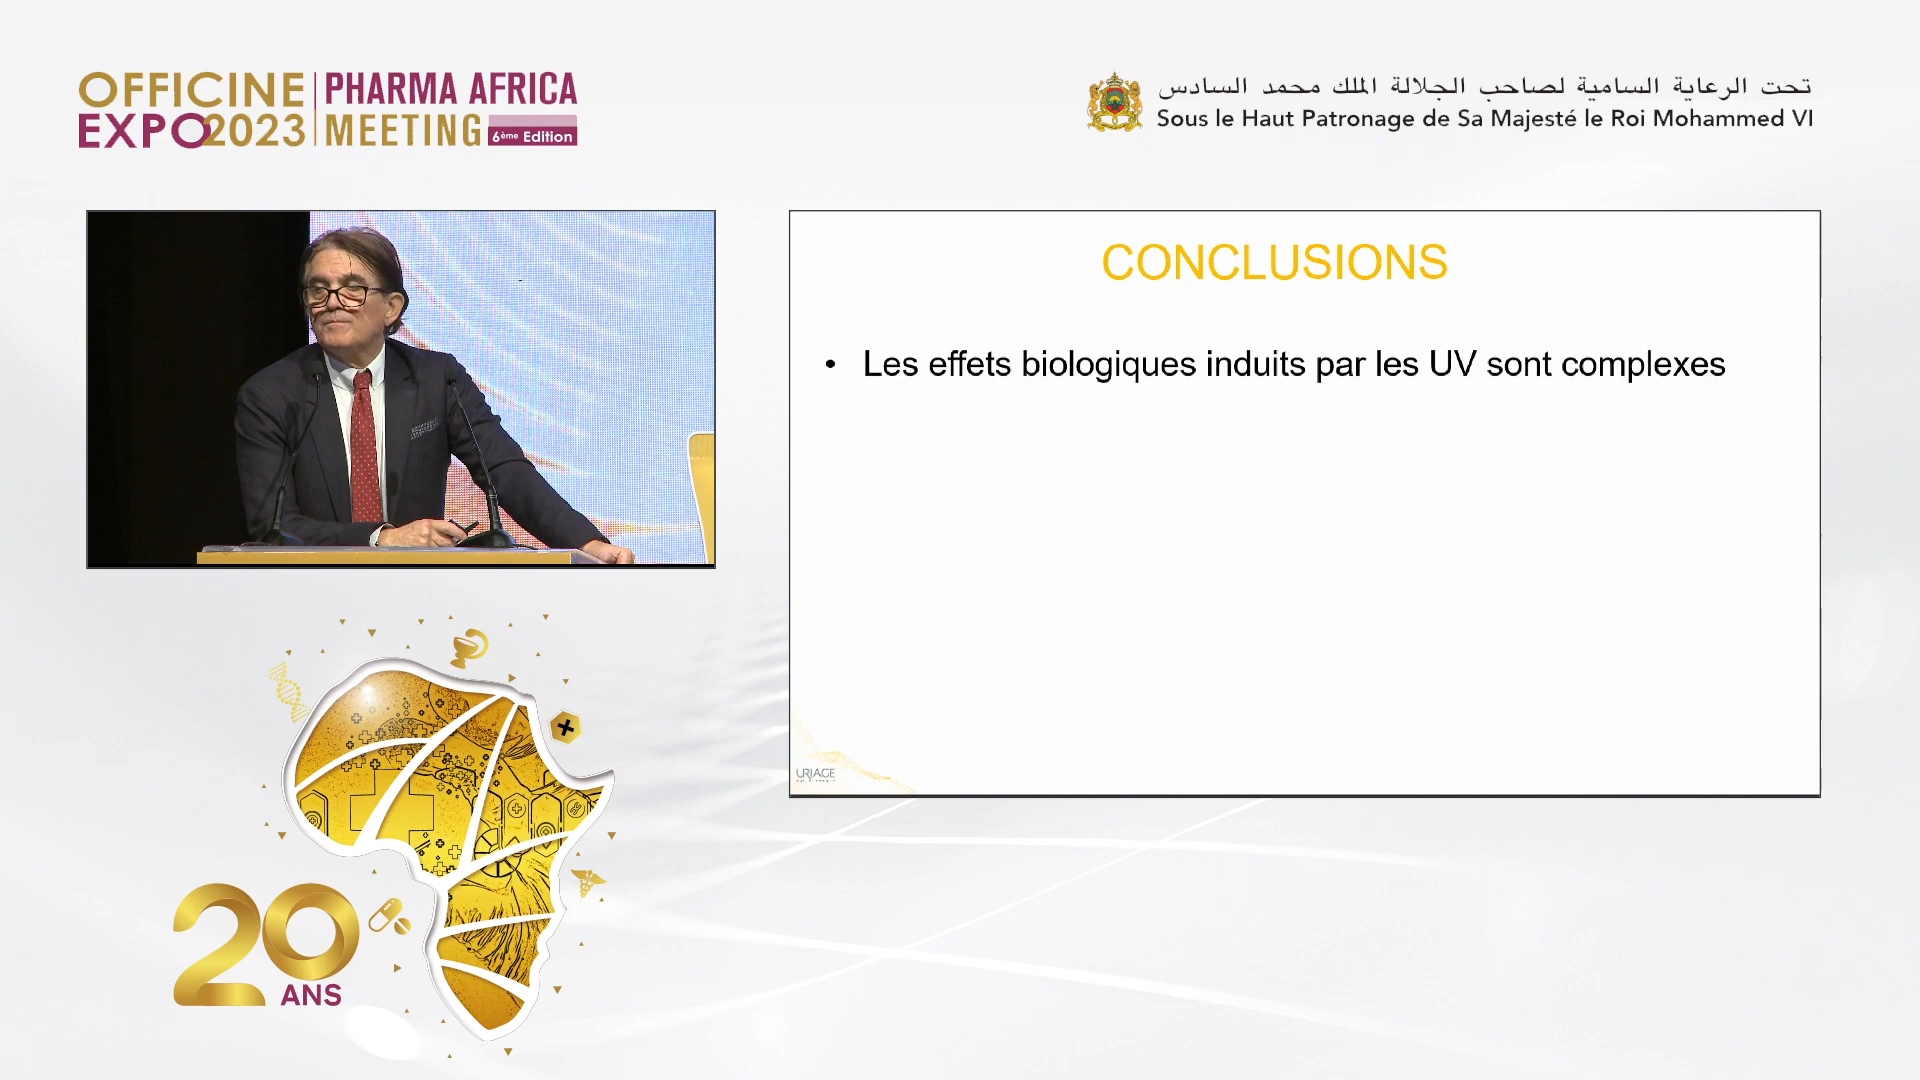 OFFICINE
EXPO2023
PHARMA AFRICA
MEETING
6ème Edition
تحت الرعاية السامية لصاحب الجلالة الملك محمد السادس
Sous le Haut Patronage de Sa Majesté le Roi Mohammed VI
CONCLUSIONS
• Les effets biologiques induits par les UV sont complexes
URIAGE
20
ANS